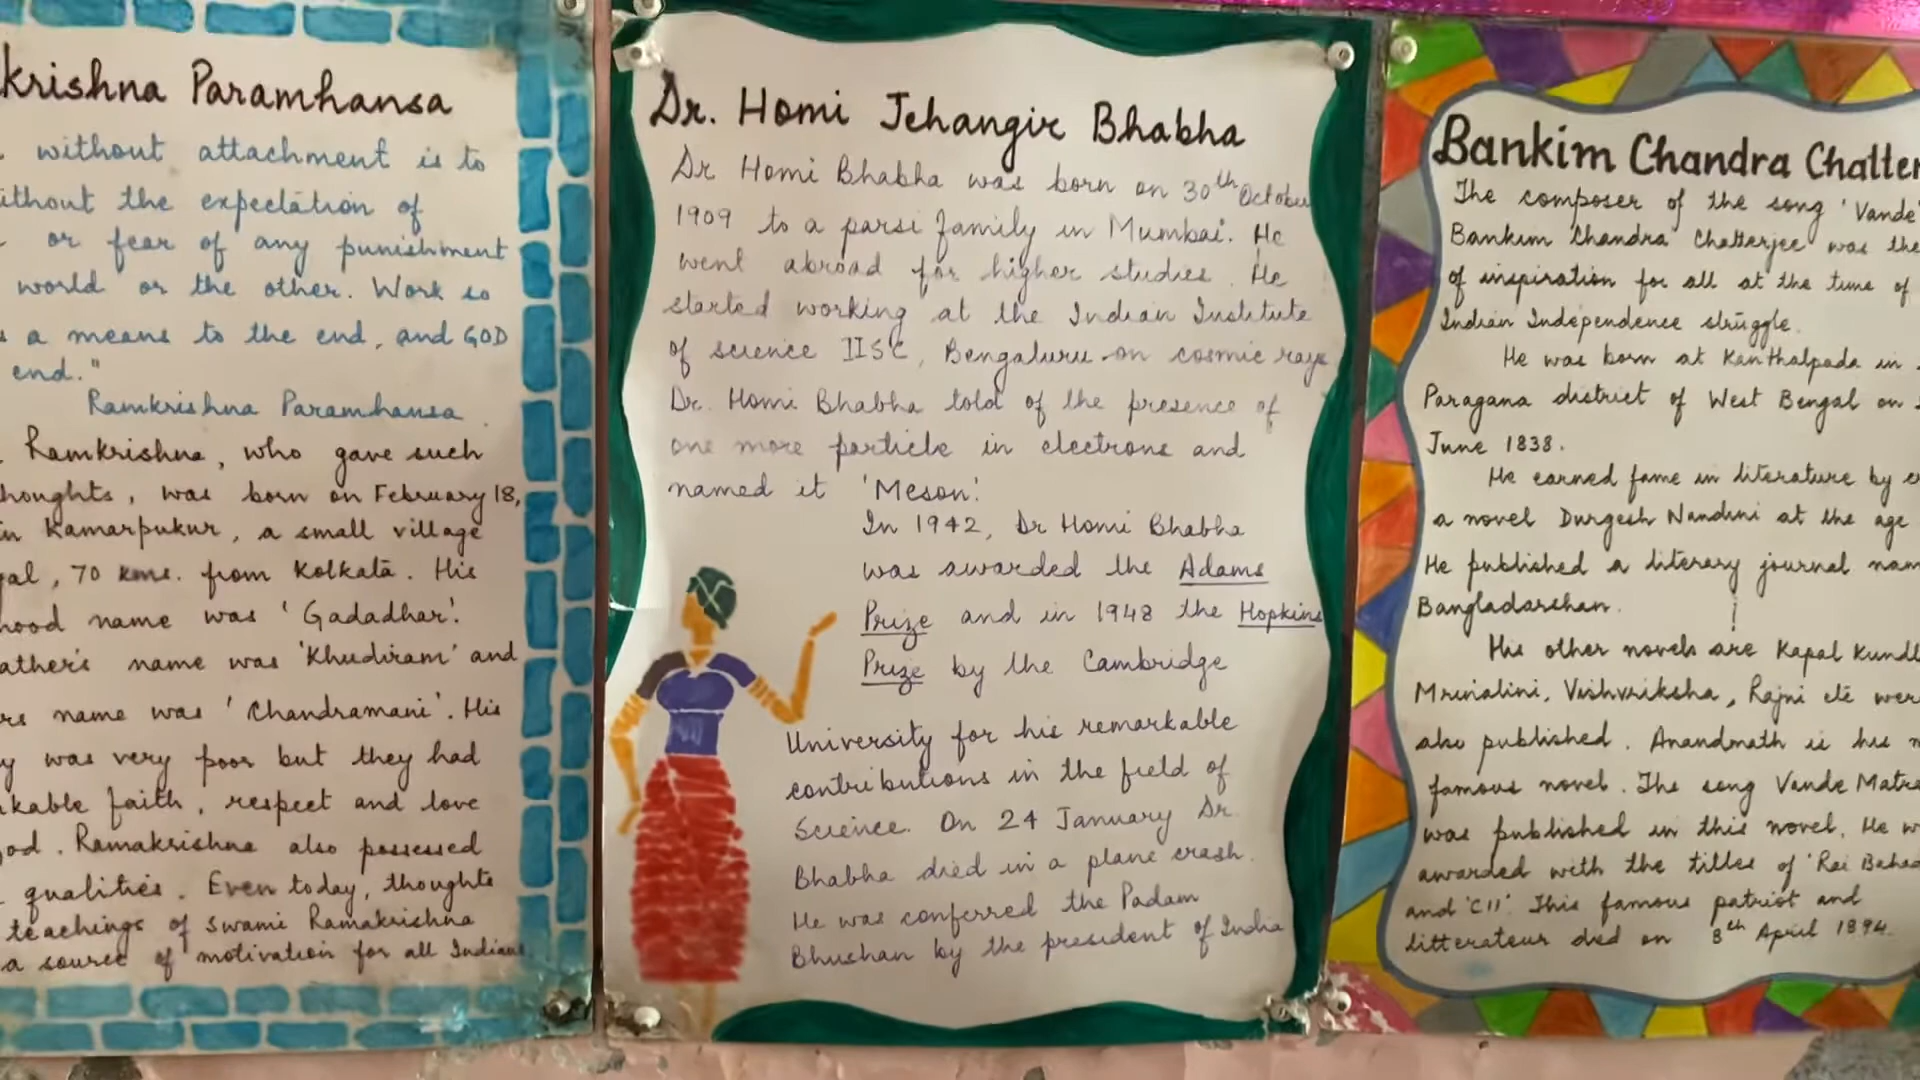 krishna Paramhansa
without attachment is to
ithout the expectation of
or fear of any punishment
world or the other. Work so
s a means to the end, and GOD
end."
Ramkrishna Paramhansa
Ramkrishna, who gave such
houghts, was born on February 18,
in Kamarpukur, a small village
gal, 70 kms. from Kolkata. His
hood name was 'Gadadhar'.
ather's name was 'Khudiram' and
rs name was 'Chandramani'. His
y was very poor but they had
kable faith, respect and love
od. Ramakrishna also possessed
qualities. Even today, thoughts
teachings of Swami Ramakrishna
a source of motivation for all Indians
Dr. Homi Jehangir Bhabha
Dr Homi Bhabha was born on 30th October
1909 to a parsi family in Mumbai. He
went abroad for higher studies. He
started working at the Indian Institute
of science IISC, Bengaluru on cosmic rays
Dr. Homi Bhabha told of the presence of
one more particle in electrons and
named it 'Meson'.
In 1942, Dr Homi Bhabha
was awarded the Adams
Prize and in 1948 the Hopkins
Prize by the Cambridge
University for his remarkable
contributions in the field of
Science. On 24 January Dr.
Bhabha died in a plane crash.
He was conferred the Padam
Bhushan by the president of India
Bankim Chandra Chatter
The composer of the song 'Vande
Bankim Chandra Chatterjee was the
of inspiration for all at the time of
Indian Independence struggle.
He was born at Kanthalpada in
Paragana district of West Bengal on
June 1838.
He earned fame in literature by
a novel Durgesh Nandini at the age
He published a literary journal nam
Bangladarshan.
His other novels are Kapal Kundl
Mrinalini, Vishvriksha, Rajni etc were
also published. Anandmath is his
famous novel. The song Vande Matra
was published in this novel. He w
awarded with the titles of 'Rai Baha
and 'CII'. This famous patriot and
litterateur died on 8th April 1894.